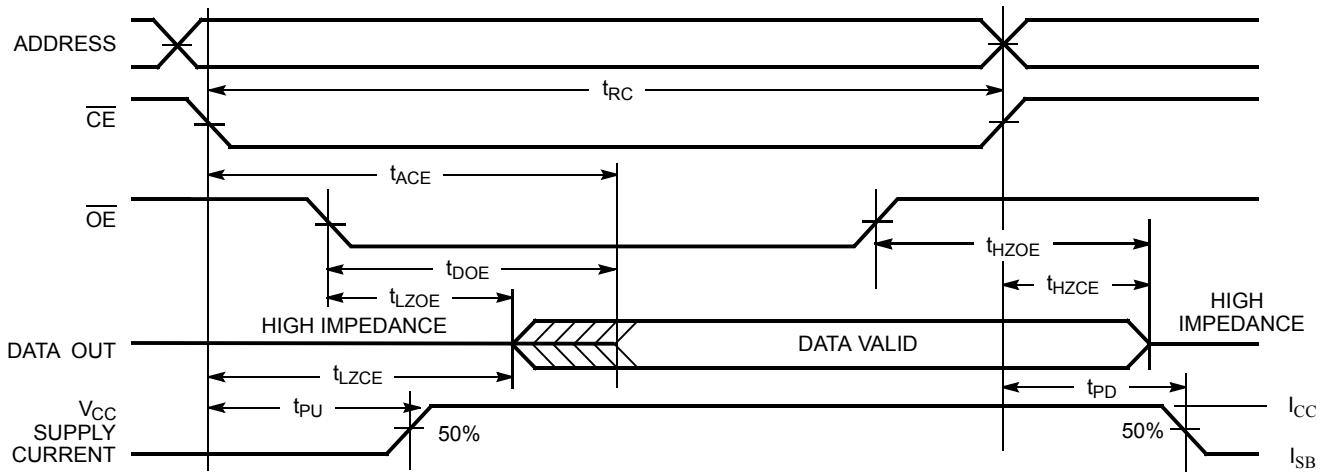 ADDRESS
tRC
CE
tACE
OE
tHZOE
tDOE
tLZOE
tHZCE
HIGH IMPEDANCE
HIGH
IMPEDANCE
DATA OUT
DATA VALID
tLZCE
tPD
tPU
VCC
SUPPLY
CURRENT
50%
50%
ICC
ISB